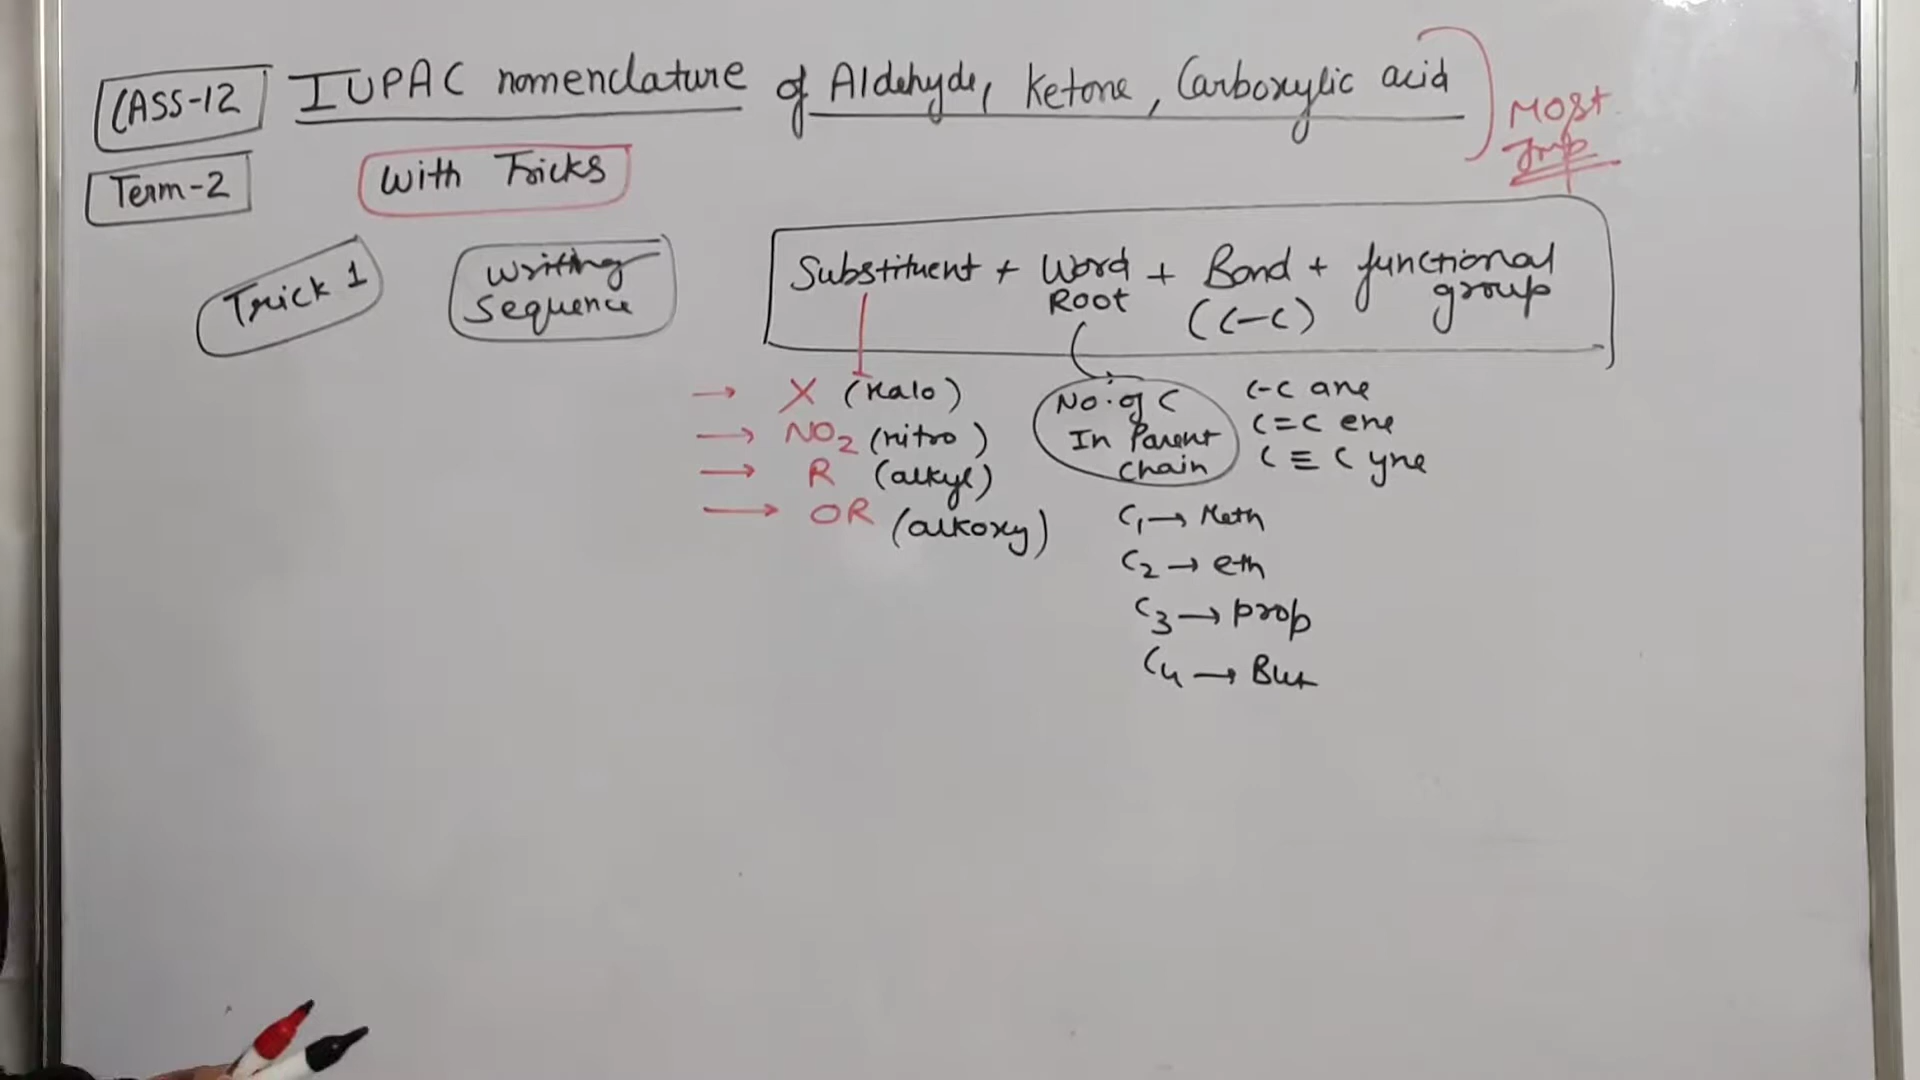 CASS-12 IUPAC nomenclature of Aldehyde, Ketone, Carboxylic acid
Most
Imp
Term-2 With Tricks
Trick 1
Writing
Sequence
Substituent + Word + Bond + functional
Root (C-C) group
→ X (Halo)
→ NO2 (nitro)
→ R (alkyl)
→ OR (alkoxy)
No. of C
In Parent
chain
C-C ane
C=C ene
C≡C yne
C1 → Meth
C2 → eth
C3 → prop
C4 → But